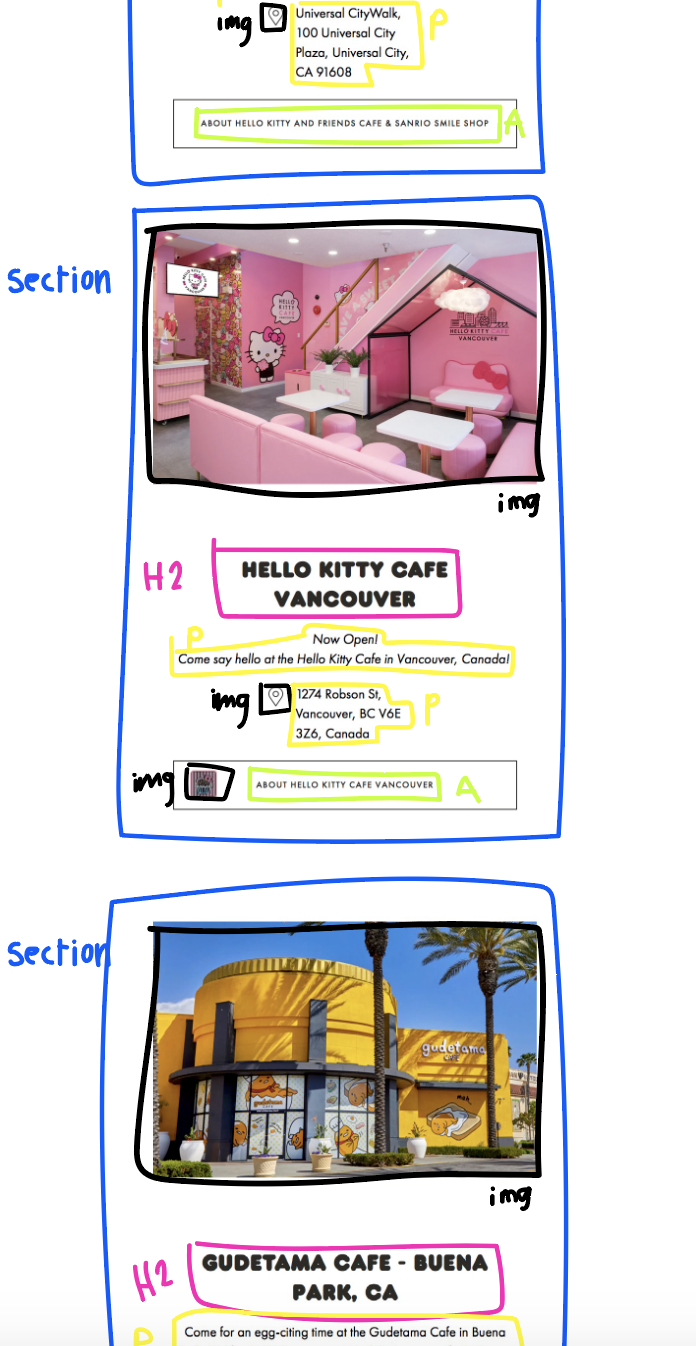 Universal CityWalk,
img
100 Universal City
P
Plaza, Universal City,
CA 91608
ABOUT HELLO KITTY AND FRIENDS CAFE & SANRIO SMILE SHOP
A
section
HELLO
KITTY
CAFE
HELLO KITTY CAFE
VANCOUVER
img
H2
HELLO KITTY CAFE
VANCOUVER
P
Now Open!
Come say hello at the Hello Kitty Cafe in Vancouver, Canada!
img
1274 Robson St,
Vancouver, BC V6E
P
3Z6, Canada
img
ABOUT HELLO KITTY CAFE VANCOUVER
A
section
gudetama
CAFE
img
H2
GUDETAMA CAFE - BUENA
PARK, CA
P
Come for an egg-citing time at the Gudetama Cafe in Buena